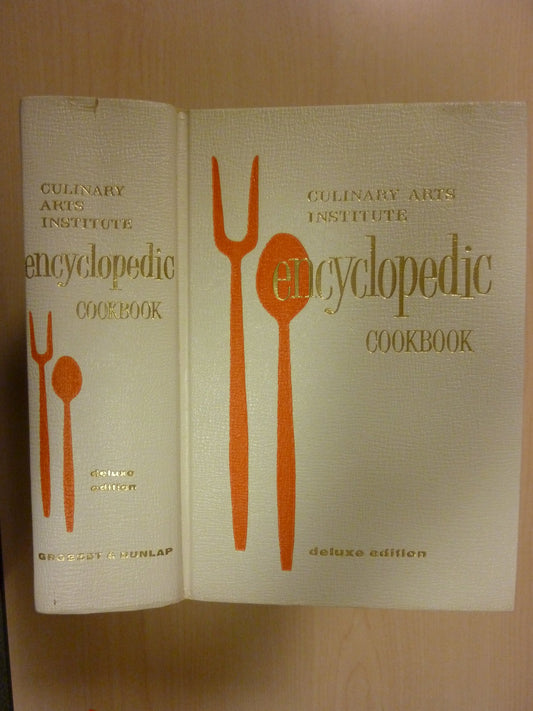 CULINARY
ARTS
INSTITUTE
encyclopedic
COOKBOOK
deluxe
edition
GROSSET & DUNLAP
CULINARY ARTS
INSTITUTE
encyclopedic
COOKBOOK
deluxe edition